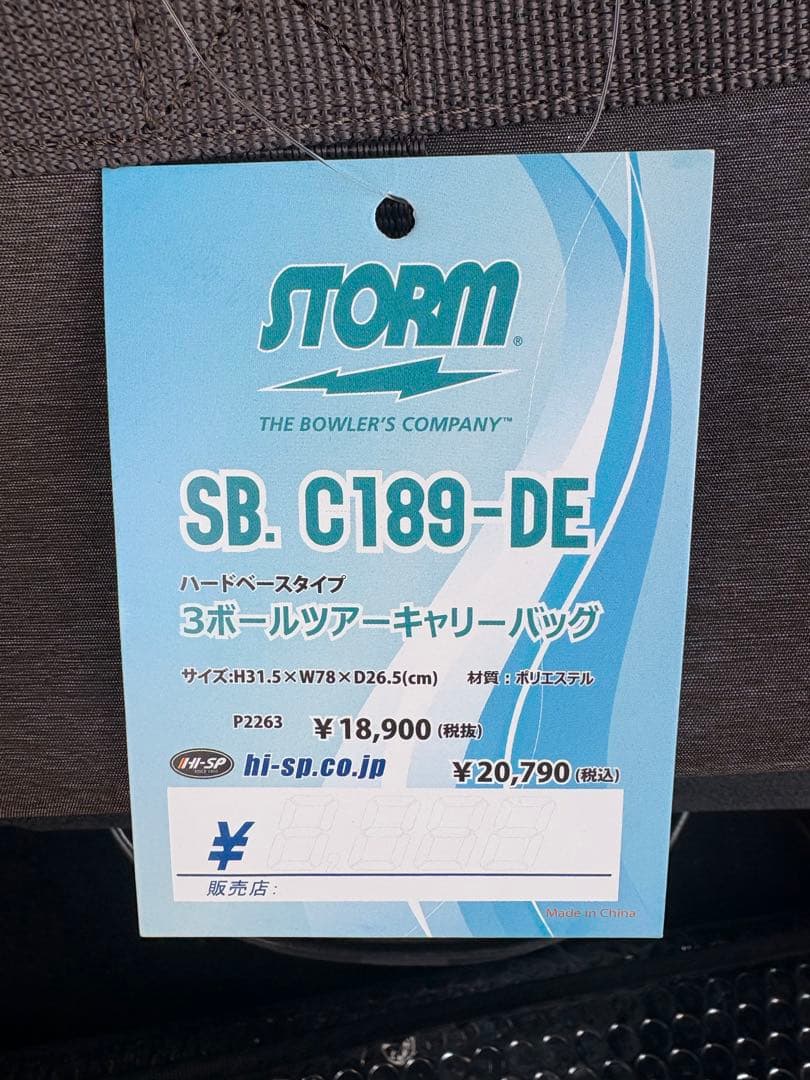 STORM®
THE BOWLER'S COMPANY™
SB. C189-DE
ハードベースタイプ
3ボールツアーキャリーバッグ
サイズ:H31.5×W78×D26.5(cm) 材質：ポリエステル
P2263 ¥18,900(税抜)
HI-SP hi-sp.co.jp ¥20,790(税込)
¥
販売店:
Made in China